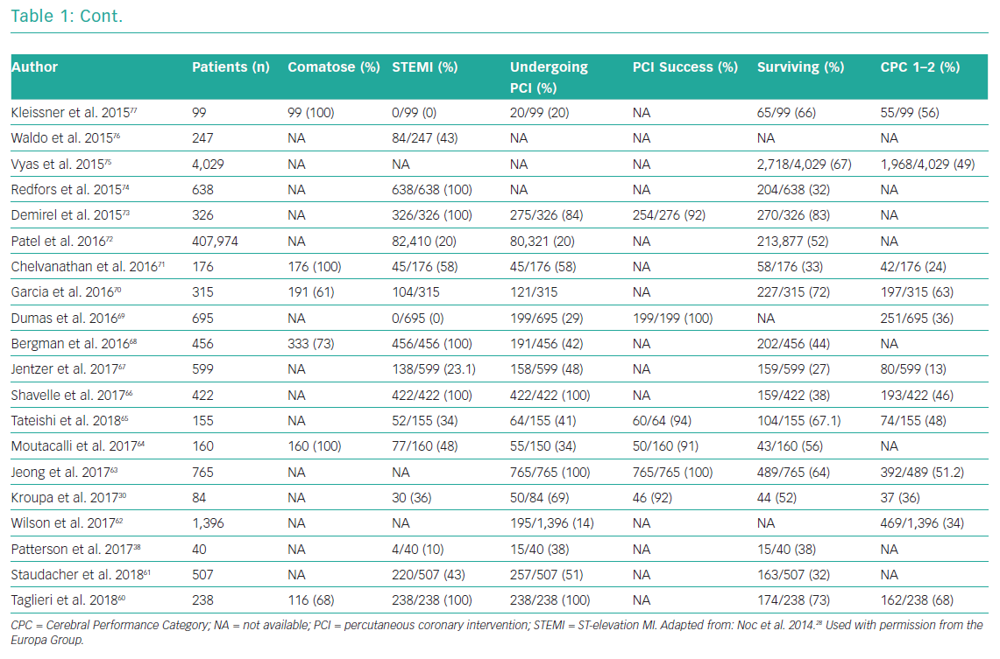 Table 1: Cont.
Author Patients (n) Comatose (%) STEMI (%) Undergoing PCI (%) PCI Success (%) Surviving (%) CPC 1–2 (%)
Kleissner et al. 2015⁷⁷ 99 99 (100) 0/99 (0) 20/99 (20) NA 65/99 (66) 55/99 (56)
Waldo et al. 2015⁷⁶ 247 NA 84/247 (43) NA NA NA NA
Vyas et al. 2015⁷⁵ 4,029 NA NA NA NA 2,718/4,029 (67) 1,968/4,029 (49)
Redfors et al. 2015⁷⁴ 638 NA 638/638 (100) NA NA 204/638 (32) NA
Demirel et al. 2015⁷³ 326 NA 326/326 (100) 275/326 (84) 254/276 (92) 270/326 (83) NA
Patel et al. 2016⁷² 407,974 NA 82,410 (20) 80,321 (20) NA 213,877 (52) NA
Chelvanathan et al. 2016⁷¹ 176 176 (100) 45/176 (58) 45/176 (58) NA 58/176 (33) 42/176 (24)
Garcia et al. 2016⁷⁰ 315 191 (61) 104/315 121/315 NA 227/315 (72) 197/315 (63)
Dumas et al. 2016⁶⁹ 695 NA 0/695 (0) 199/695 (29) 199/199 (100) NA 251/695 (36)
Bergman et al. 2016⁶⁸ 456 333 (73) 456/456 (100) 191/456 (42) NA 202/456 (44) NA
Jentzer et al. 2017⁶⁷ 599 NA 138/599 (23.1) 158/599 (48) NA 159/599 (27) 80/599 (13)
Shavelle et al. 2017⁶⁶ 422 NA 422/422 (100) 422/422 (100) NA 159/422 (38) 193/422 (46)
Tateishi et al. 2018⁶⁵ 155 NA 52/155 (34) 64/155 (41) 60/64 (94) 104/155 (67.1) 74/155 (48)
Moutacalli et al. 2017⁶⁴ 160 160 (100) 77/160 (48) 55/150 (34) 50/160 (91) 43/160 (56) NA
Jeong et al. 2017⁶³ 765 NA NA 765/765 (100) 765/765 (100) 489/765 (64) 392/489 (51.2)
Kroupa et al. 2017³⁰ 84 NA 30 (36) 50/84 (69) 46 (92) 44 (52) 37 (36)
Wilson et al. 2017⁶² 1,396 NA NA 195/1,396 (14) NA NA 469/1,396 (34)
Patterson et al. 2017³⁸ 40 NA 4/40 (10) 15/40 (38) NA 15/40 (38) NA
Staudacher et al. 2018⁶¹ 507 NA 220/507 (43) 257/507 (51) NA 163/507 (32) NA
Taglieri et al. 2018⁶⁰ 238 116 (68) 238/238 (100) 238/238 (100) NA 174/238 (73) 162/238 (68)
CPC = Cerebral Performance Category; NA = not available; PCI = percutaneous coronary intervention; STEMI = ST-elevation MI. Adapted from: Noc et al. 2014.²⁸ Used with permission from the
Europa Group.